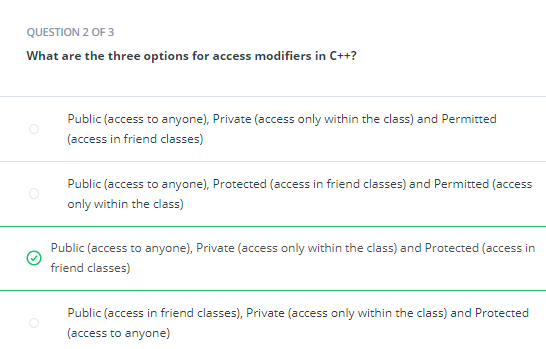 QUESTION 2 OF 3
What are the three options for access modifiers in C++?
Public (access to anyone), Private (access only within the class) and Permitted
(access in friend classes)
Public (access to anyone), Protected (access in friend classes) and Permitted (access
only within the class)
Public (access to anyone), Private (access only within the class) and Protected (access in
friend classes)
Public (access in friend classes), Private (access only within the class) and Protected
(access to anyone)